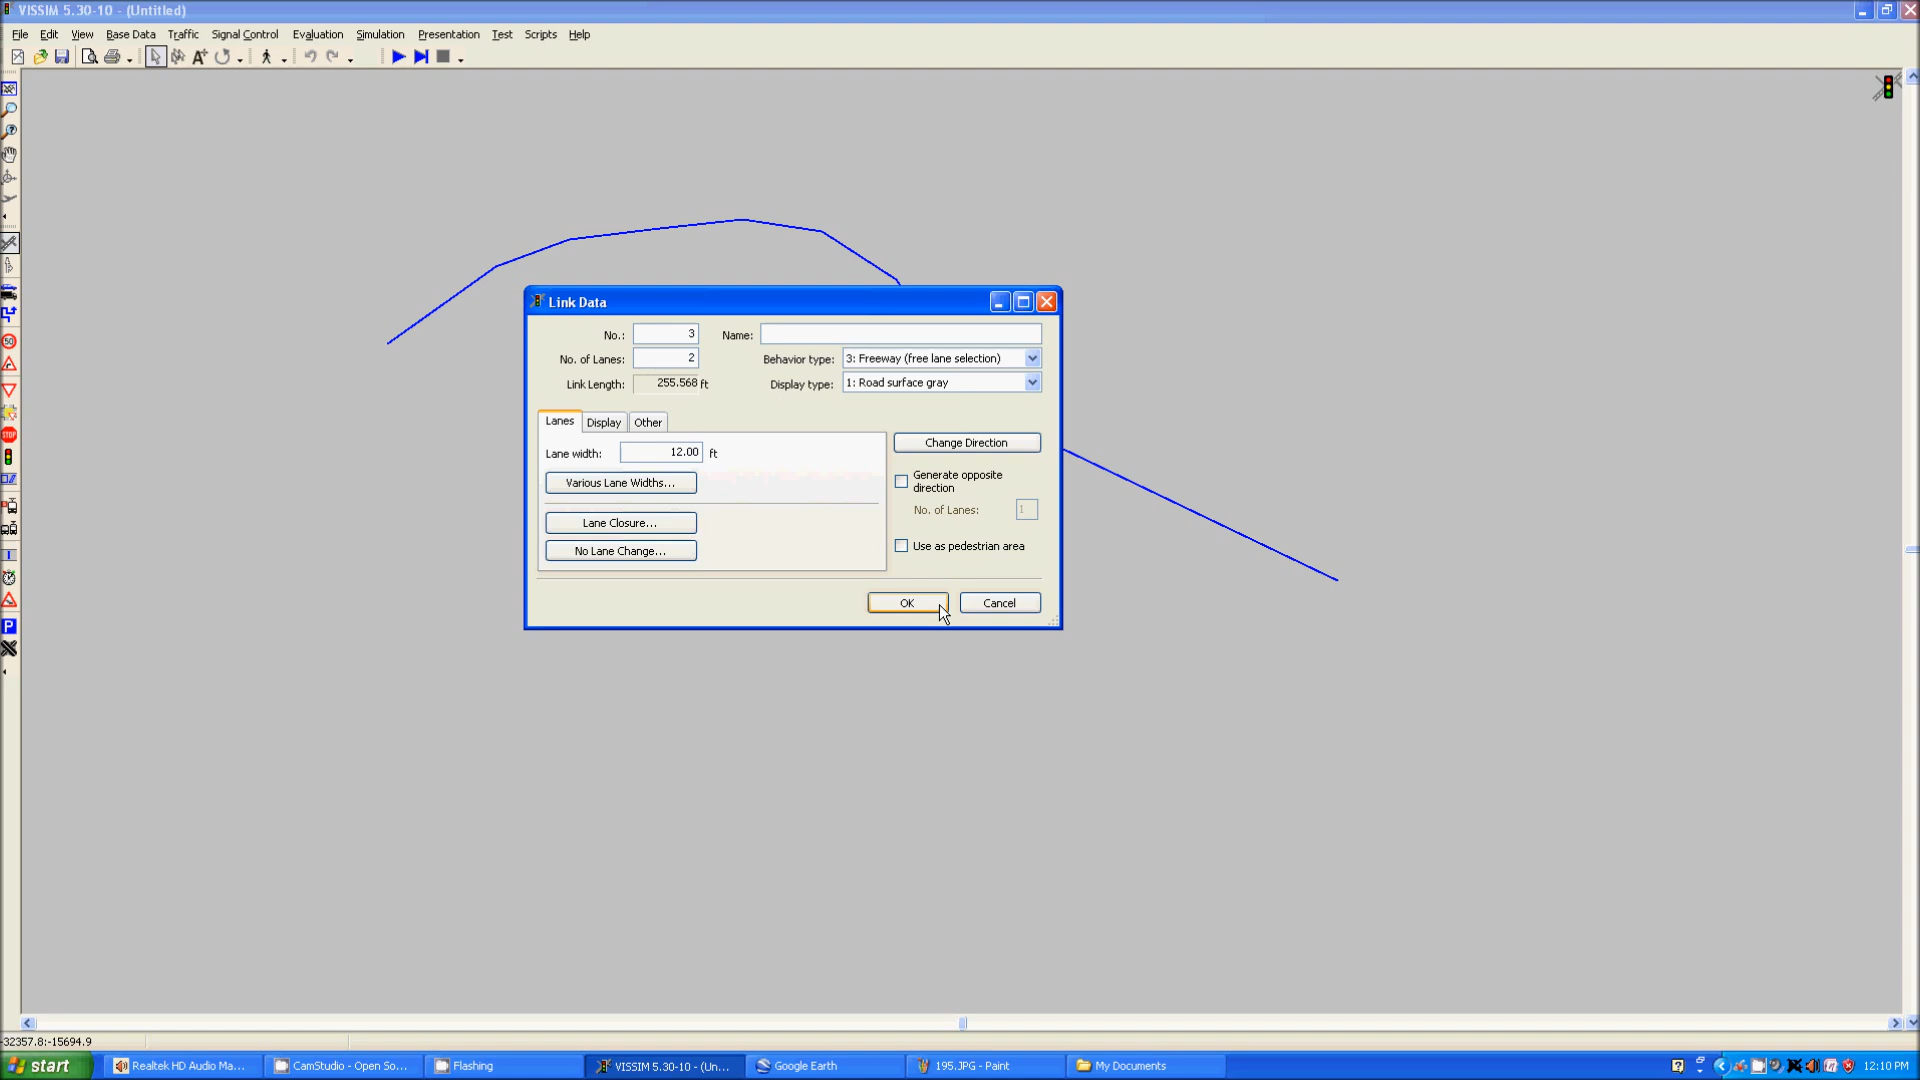 VISSIM 5.30-10 - (Untitled)
File Edit View Base Data Traffic Signal Control Evaluation Simulation Presentation Test Scripts Help
Link Data
No.: 3 Name:
No. of Lanes: 2 Behavior type: 3: Freeway (free lane selection)
Link Length: 255.568 ft Display type: 1: Road surface gray
Lanes Display Other
Change Direction
Lane width: 12.00 ft
Various Lane Widths...
Generate opposite
direction
No. of Lanes: 1
Lane Closure...
No Lane Change...
Use as pedestrian area
OK Cancel
50
STOP
P
-32357.8:-15694.9
start Realtek HD Audio Ma... CamStudio - Open So... Flashing VISSIM 5.30-10 - (Un... Google Earth 195.JPG - Paint My Documents 12:10 PM